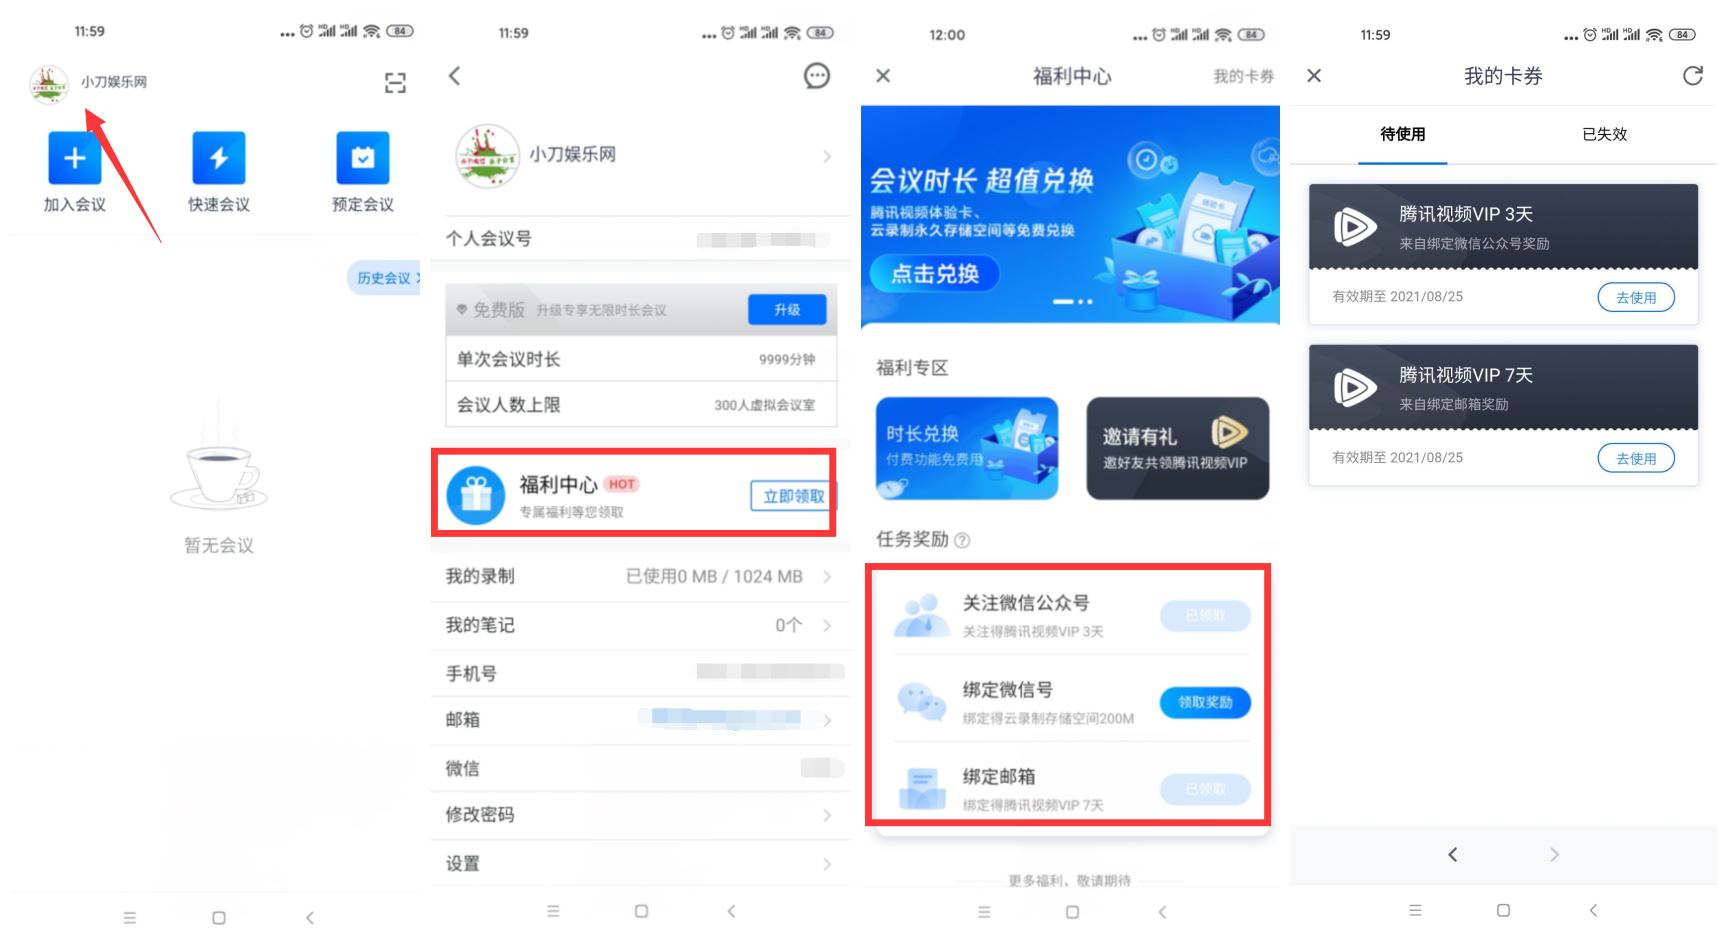 11:59
84
小刀娱乐网
加入会议
快速会议
预定会议
历史会议
暂无会议
11:59
84
小刀娱乐网
个人会议号
免费版 升级专享无限时长会议 升级
单次会议时长 9999分钟
会议人数上限 300人虚拟会议室
福利中心 HOT
专属福利等您领取
立即领取
我的录制 已使用0 MB / 1024 MB
我的笔记 0个
手机号
邮箱
微信
修改密码
设置
12:00
84
福利中心 我的卡券
会议时长 超值兑换
腾讯视频体验卡、
云录制永久存储空间等免费兑换
点击兑换
体验卡
福利专区
时长兑换
付费功能免费用
邀请有礼
邀好友共领腾讯视频VIP
任务奖励
关注微信公众号
关注得腾讯视频VIP 3天
已领取
绑定微信号
绑定得云录制存储空间200M
领取奖励
绑定邮箱
绑定得腾讯视频VIP 7天
已领取
更多福利，敬请期待
11:59
84
我的卡券
待使用 已失效
腾讯视频VIP 3天
来自绑定微信公众号奖励
有效期至 2021/08/25 去使用
腾讯视频VIP 7天
来自绑定邮箱奖励
有效期至 2021/08/25 去使用